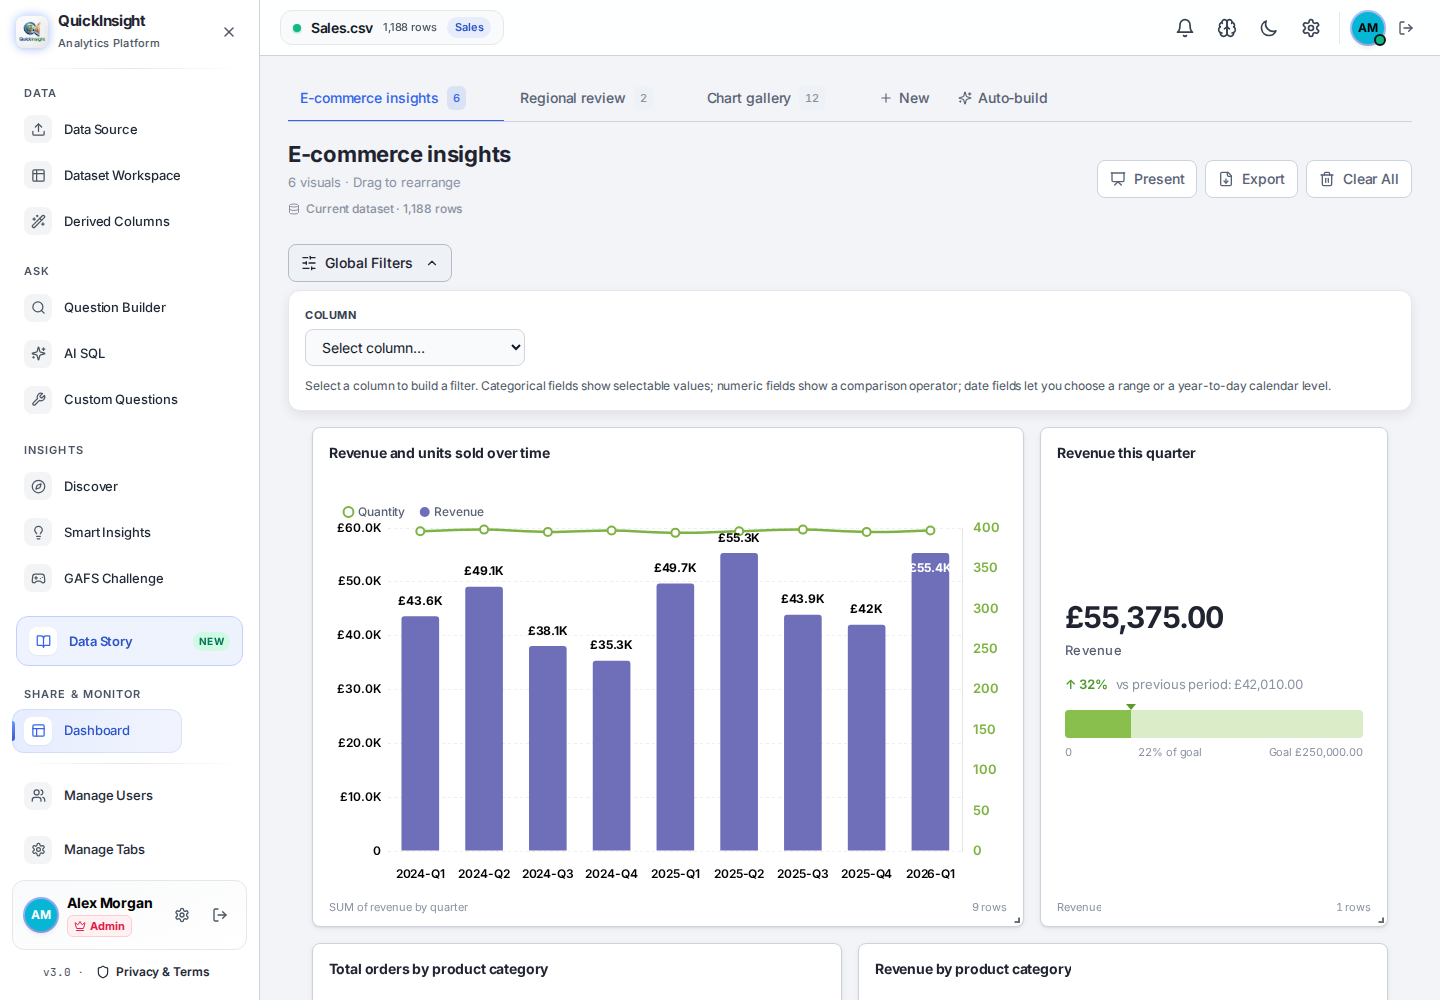 QuickInsight
Analytics Platform
DATA
Data Source
Dataset Workspace
Derived Columns
ASK
Question Builder
AI SQL
Custom Questions
INSIGHTS
Discover
Smart Insights
GAFS Challenge
Data Story NEW
SHARE & MONITOR
Dashboard
Manage Users
Manage Tabs
AM Alex Morgan
Admin
v3.0 · Privacy & Terms
Sales.csv 1,188 rows Sales
AM
E-commerce insights 6 Regional review 2 Chart gallery 12 New Auto-build
E-commerce insights
6 visuals · Drag to rearrange
Current dataset · 1,188 rows
Present Export Clear All
Global Filters
COLUMN
Select column...
Select a column to build a filter. Categorical fields show selectable values; numeric fields show a comparison operator; date fields let you choose a range or a year-to-day calendar level.
Revenue and units sold over time
Quantity Revenue
£60.0K
£50.0K
£40.0K
£30.0K
£20.0K
£10.0K
0
£43.6K
£49.1K
£38.1K
£35.3K
£49.7K
£55.3K
£43.9K
£42K
£55.4K
400
350
300
250
200
150
100
50
0
2024-Q1 2024-Q2 2024-Q3 2024-Q4 2025-Q1 2025-Q2 2025-Q3 2025-Q4 2026-Q1
SUM of revenue by quarter 9 rows
Revenue this quarter
£55,375.00
Revenue
↑ 32% vs previous period: £42,010.00
0 22% of goal Goal £250,000.00
Revenue 1 rows
Total orders by product category
Revenue by product category